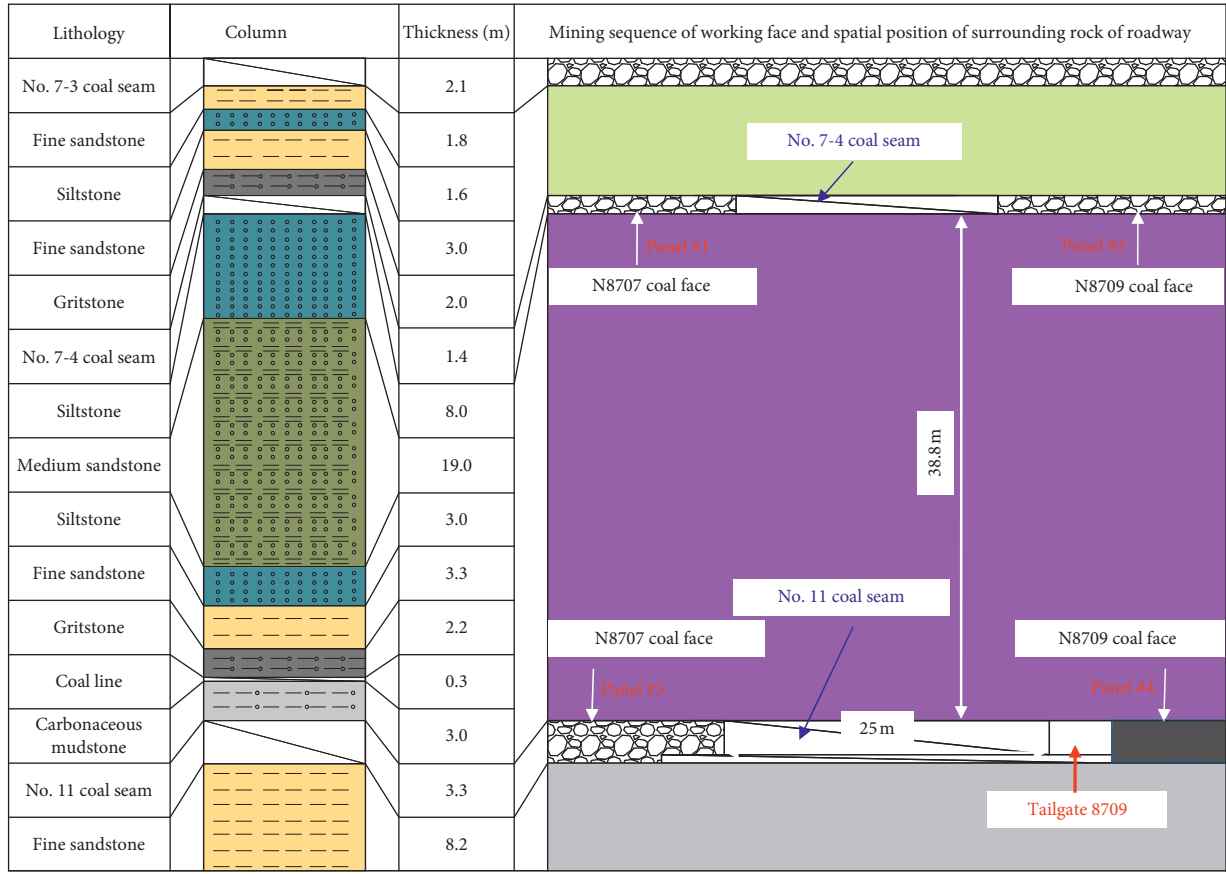 Lithology
Column
Thickness (m)
Mining sequence of working face and spatial position of surrounding rock of roadway
No. 7-3 coal seam
2.1
Fine sandstone
1.8
Siltstone
1.6
Fine sandstone
3.0
Gritstone
2.0
No. 7-4 coal seam
1.4
Siltstone
8.0
Medium sandstone
19.0
Siltstone
3.0
Fine sandstone
3.3
Gritstone
2.2
Coal line
0.3
Carbonaceous
mudstone
3.0
No. 11 coal seam
3.3
Fine sandstone
8.2
No. 7-4 coal seam
Panel #1
Panel #2
N8707 coal face
N8709 coal face
38.8 m
No. 11 coal seam
N8707 coal face
N8709 coal face
Panel #3
Panel #4
25 m
Tailgate 8709